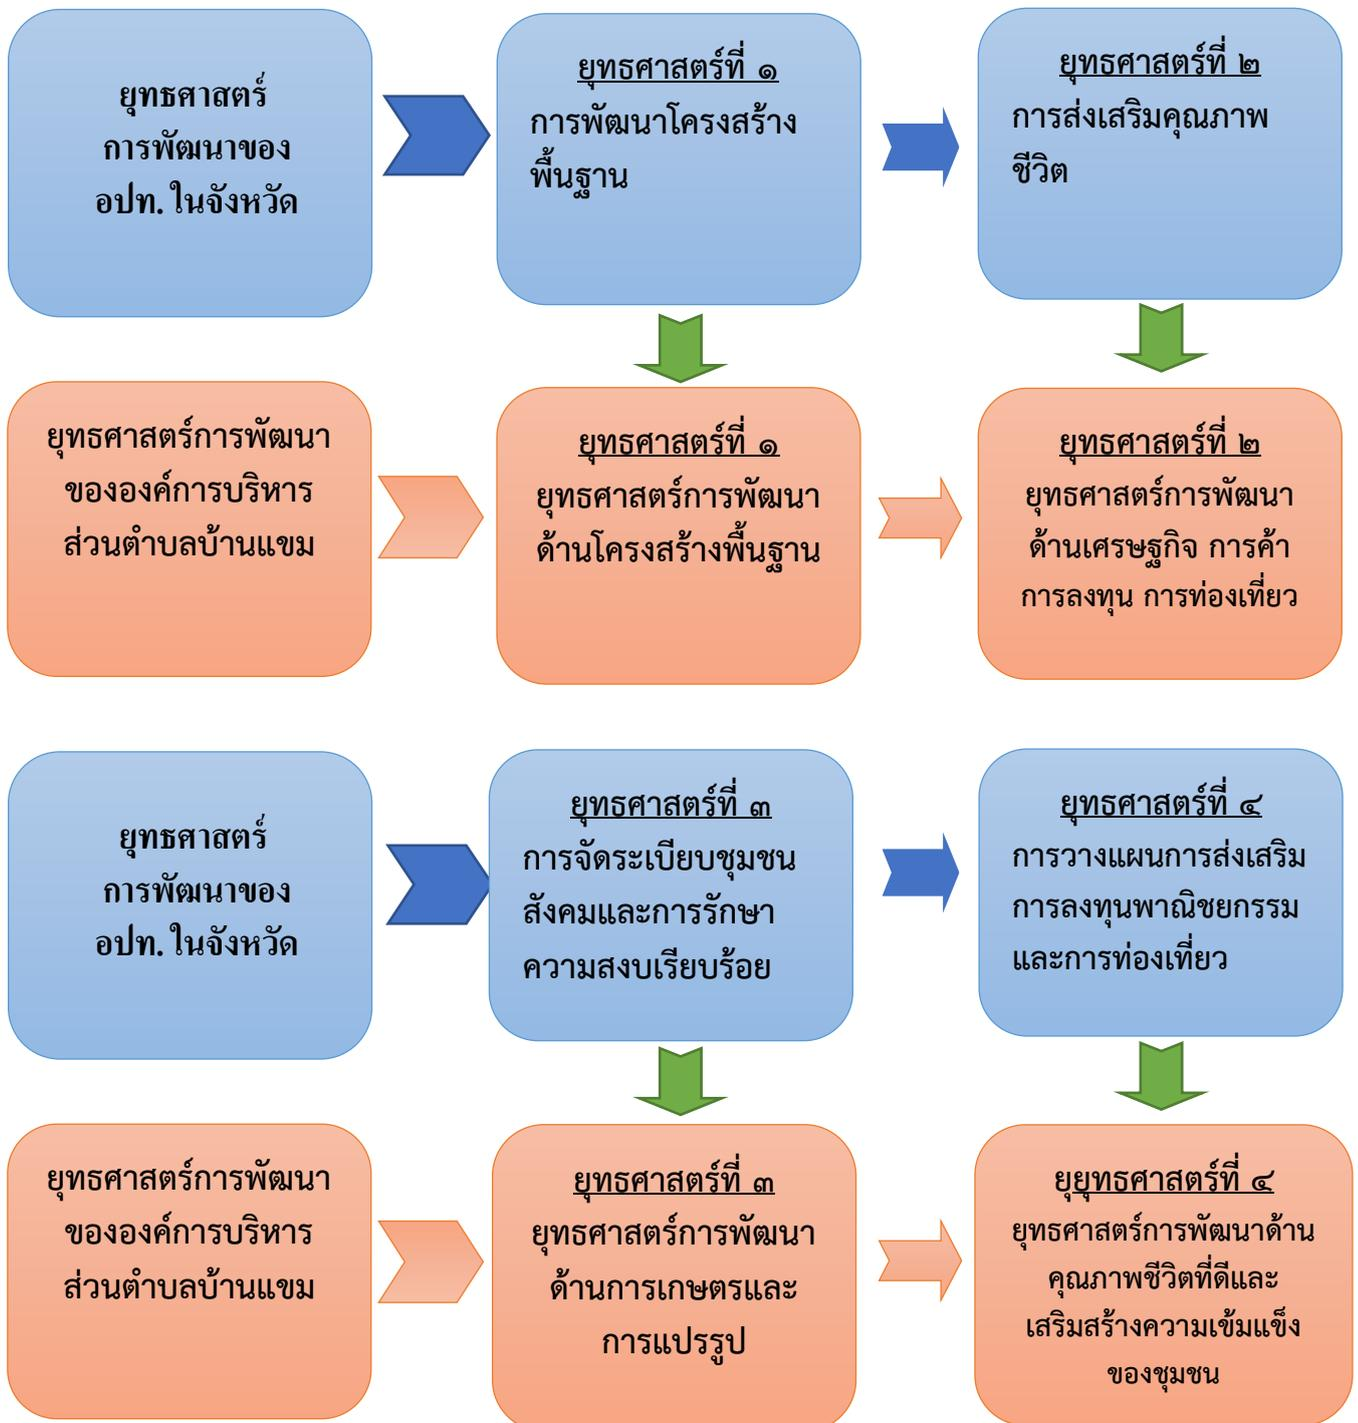 ยุทธศาสตร์
การพัฒนาของ
อปท. ในจังหวัด
ยุทธศาสตร์ที่ ๑
การพัฒนาโครงสร้าง
พื้นฐาน
ยุทธศาสตร์ที่ ๒
การส่งเสริมคุณภาพ
ชีวิต
ยุทธศาสตร์การพัฒนา
ขององค์การบริหาร
ส่วนตำบลบ้านแขม
ยุทธศาสตร์ที่ ๑
ยุทธศาสตร์การพัฒนา
ด้านโครงสร้างพื้นฐาน
ยุทธศาสตร์ที่ ๒
ยุทธศาสตร์การพัฒนา
ด้านเศรษฐกิจ การค้า
การลงทุน การท่องเที่ยว
ยุทธศาสตร์
การพัฒนาของ
อปท. ในจังหวัด
ยุทธศาสตร์ที่ ๓
การจัดระเบียบชุมชน
สังคมและการรักษา
ความสงบเรียบร้อย
ยุทธศาสตร์ที่ ๔
การวางแผนการส่งเสริม
การลงทุนพาณิชยกรรม
และการท่องเที่ยว
ยุทธศาสตร์การพัฒนา
ขององค์การบริหาร
ส่วนตำบลบ้านแขม
ยุทธศาสตร์ที่ ๓
ยุทธศาสตร์การพัฒนา
ด้านการเกษตรและ
การแปรรูป
ยุยุทธศาสตร์ที่ ๔
ยุทธศาสตร์การพัฒนาด้าน
คุณภาพชีวิตที่ดีและ
เสริมสร้างความเข้มแข็ง
ของชุมชน